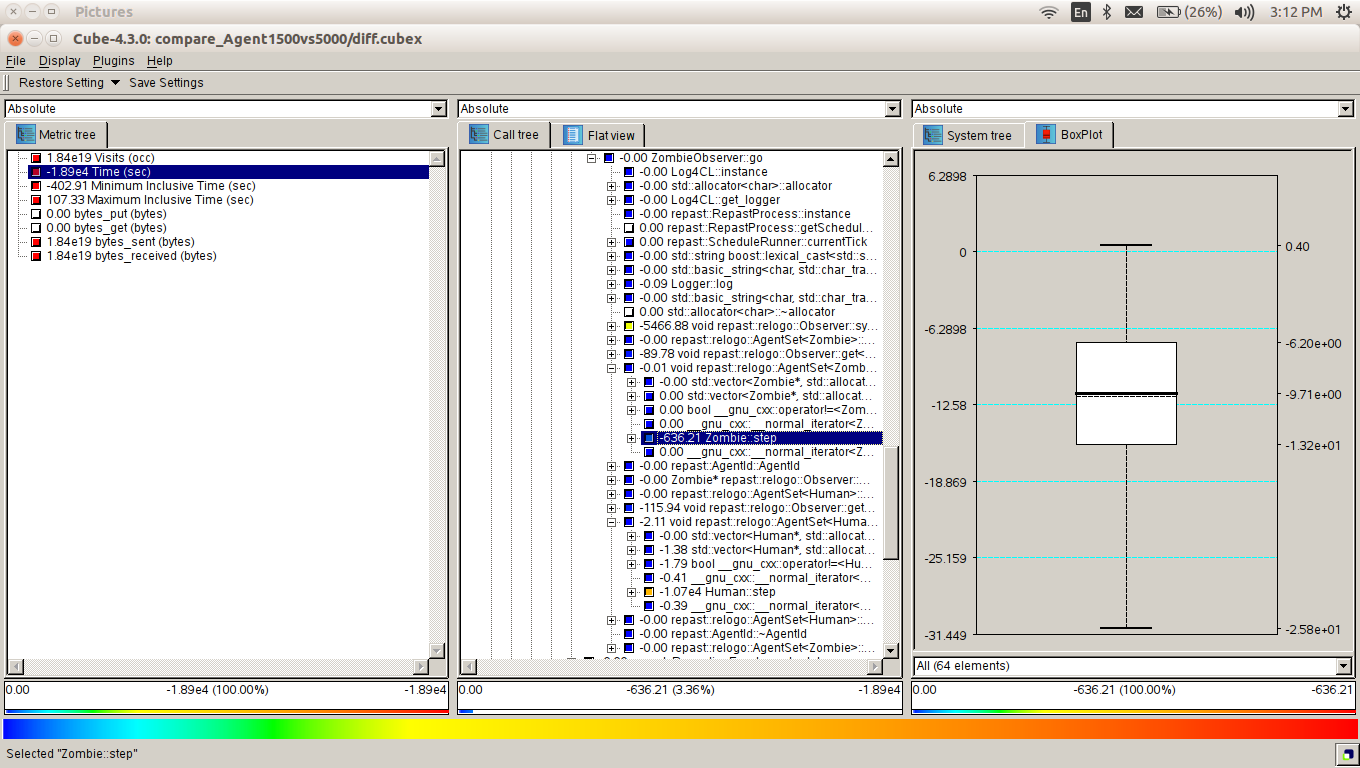 Pictures
En
(26%)
3:12 PM
Cube-4.3.0: compare_Agent1500vs5000/diff.cubex
File Display Plugins Help
Restore Setting Save Settings
Absolute
Metric tree
1.84e19 Visits (occ)
-1.89e4 Time (sec)
-402.91 Minimum Inclusive Time (sec)
107.33 Maximum Inclusive Time (sec)
0.00 bytes_put (bytes)
0.00 bytes_get (bytes)
1.84e19 bytes_sent (bytes)
1.84e19 bytes_received (bytes)
0.00 -1.89e4 (100.00%) -1.89e4
Absolute
Call tree Flat view
-0.00 ZombieObserver::go
-0.00 Log4CL::instance
-0.00 std::allocator<char>::allocator
-0.00 Log4CL::get_logger
-0.00 repast::RepastProcess::instance
0.00 repast::RepastProcess::getSchedul...
0.00 repast::ScheduleRunner::currentTick
-0.00 std::string boost::lexical_cast<std::s...
-0.00 std::basic_string<char, std::char_tra...
-0.09 Logger::log
-0.00 std::basic_string<char, std::char_tra...
0.00 std::allocator<char>::~allocator
-5466.88 void repast::relogo::Observer::sy...
-0.00 repast::relogo::AgentSet<Zombie>::...
-89.78 void repast::relogo::Observer::get<...
-0.01 void repast::relogo::AgentSet<Zomb...
-0.00 std::vector<Zombie*, std::allocat...
0.00 std::vector<Zombie*, std::allocat...
0.00 bool __gnu_cxx::operator!=<Zom...
0.00 __gnu_cxx::__normal_iterator<Z...
-636.21 Zombie::step
0.00 __gnu_cxx::__normal_iterator<Z...
-0.00 repast::AgentId::AgentId
-0.00 Zombie* repast::relogo::Observer::...
-0.00 repast::relogo::AgentSet<Human>::...
-115.94 void repast::relogo::Observer::get...
-2.11 void repast::relogo::AgentSet<Huma...
-0.00 std::vector<Human*, std::allocat...
-1.38 std::vector<Human*, std::allocat...
-1.79 bool __gnu_cxx::operator!=<Hu...
-0.41 __gnu_cxx::__normal_iterator<...
-1.07e4 Human::step
-0.39 __gnu_cxx::__normal_iterator<...
-0.00 repast::relogo::AgentSet<Human>::...
-0.00 repast::AgentId::~AgentId
-0.00 repast::relogo::AgentSet<Zombie>::...
0.00 -636.21 (3.36%) -1.89e4
Absolute
System tree BoxPlot
6.2898
0
-6.2898
-12.58
-18.869
-25.159
-31.449
0.40
-6.20e+00
-9.71e+00
-1.32e+01
-2.58e+01
All (64 elements)
0.00 -636.21 (100.00%) -636.21
Selected "Zombie::step"